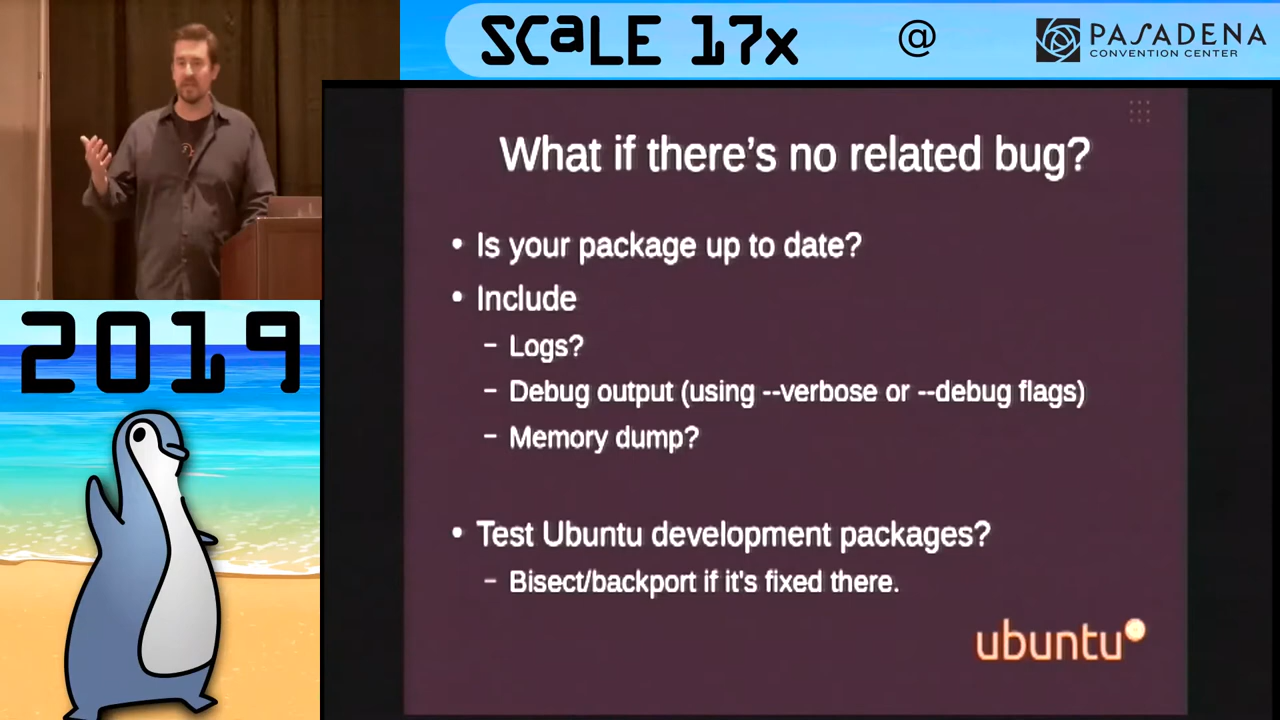 SCaLE 17x
@
PASADENA
CONVENTION CENTER
What if there's no related bug?
• Is your package up to date?
• Include
– Logs?
– Debug output (using --verbose or --debug flags)
– Memory dump?
• Test Ubuntu development packages?
– Bisect/backport if it's fixed there.
ubuntu
2019